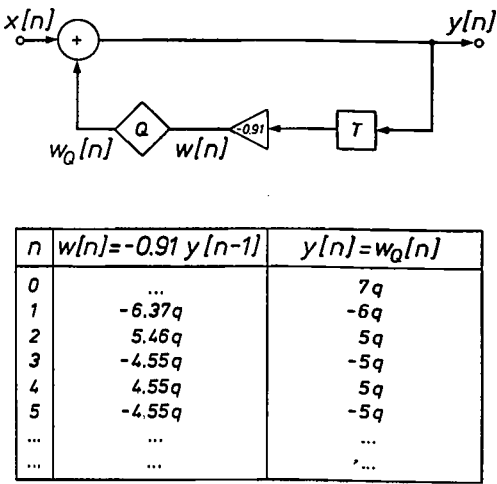 x[n]
y[n]
+
Q
-0.91
T
w_Q[n]
w[n]
n w[n]=-0.91 y[n-1] y[n]=w_Q[n]
0 ... 7q
1 -6.37q -6q
2 5.46q 5q
3 -4.55q -5q
4 4.55q 5q
5 -4.55q -5q
... ... ...
... ... ...